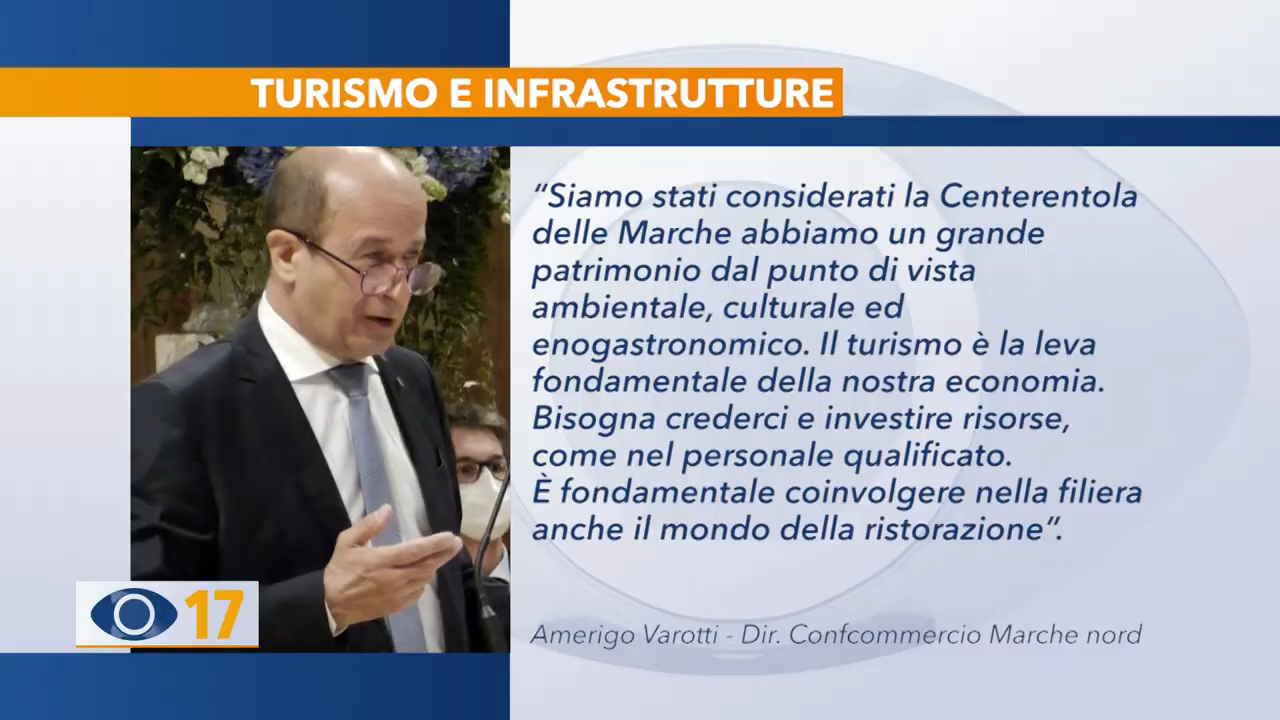 TURISMO E INFRASTRUTTURE
“Siamo stati considerati la Centerentola
delle Marche abbiamo un grande
patrimonio dal punto di vista
ambientale, culturale ed
enogastronomico. Il turismo è la leva
fondamentale della nostra economia.
Bisogna crederci e investire risorse,
come nel personale qualificato.
È fondamentale coinvolgere nella filiera
anche il mondo della ristorazione”.
Amerigo Varotti - Dir. Confcommercio Marche nord
17